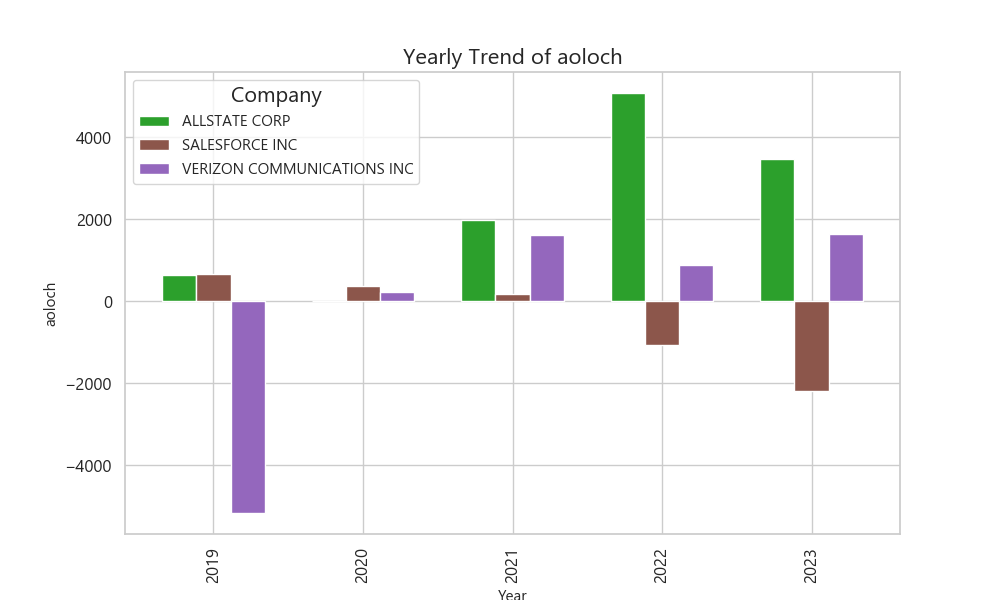 Yearly Trend of aoloch
Company
ALLSTATE CORP
SALESFORCE INC
VERIZON COMMUNICATIONS INC
4000
2000
0
−2000
−4000
aoloch
2019
2020
2021
2022
2023
Year